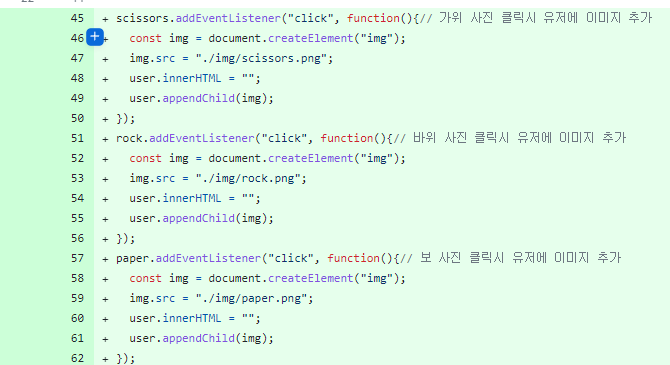 45 + scissors.addEventListener("click", function(){// 가위 사진 클릭시 유저에 이미지 추가
46 + const img = document.createElement("img");
47 + img.src = "./img/scissors.png";
48 + user.innerHTML = "";
49 + user.appendChild(img);
50 + });
51 + rock.addEventListener("click", function(){// 바위 사진 클릭시 유저에 이미지 추가
52 + const img = document.createElement("img");
53 + img.src = "./img/rock.png";
54 + user.innerHTML = "";
55 + user.appendChild(img);
56 + });
57 + paper.addEventListener("click", function(){// 보 사진 클릭시 유저에 이미지 추가
58 + const img = document.createElement("img");
59 + img.src = "./img/paper.png";
60 + user.innerHTML = "";
61 + user.appendChild(img);
62 + });